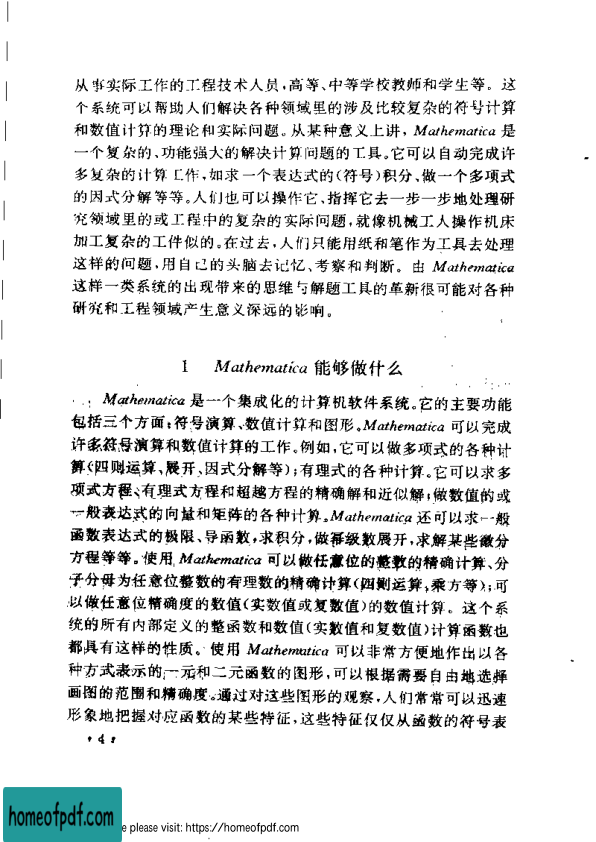 从事实际工作的工程技术人员,高等、中等学校教师和学生等。这
个系统可以帮助人们解决各种领域里的涉及比较复杂的符号计算
和数值计算的理论和实际问题。从某种意义上讲, Mathematica 是
一个复杂的、功能强大的解决计算问题的工具。它可以自动完成许
多复杂的计算工作,如求一个表达式的(符号)积分、做一个多项式
的因式分解等等。人们也可以操作它、指挥它去一步一步地处理研
究领域里的或工程中的复杂的实际问题,就像机械工人操作机床
加工复杂的工件似的。在过去,人们只能用纸和笔作为工具去处理
这样的问题,用自己的头脑去记忆、考察和判断。由 Mathematica
这样一类系统的出现带来的思维与解题工具的革新很可能对各种
研究和工程领域产生意义深远的影响。
1 Mathematica 能够做什么
Mathematica 是一个集成化的计算机软件系统。它的主要功能
包括三个方面:符号演算、数值计算和图形。Mathematica 可以完成
许多符号演算和数值计算的工作。例如,它可以做多项式的各种计
算(四则运算、展开、因式分解等);有理式的各种计算。它可以求多
项式方程、有理式方程和超越方程的精确解和近似解;做数值的或
一般表达式的向量和矩阵的各种计算。Mathematica 还可以求一般
函数表达式的极限、导函数,求积分,做幂级数展开,求解某些微分
方程等等。使用 Mathematica 可以做任意位的整数的精确计算、分
子分母为任意位整数的有理数的精确计算(四则运算,乘方等);可
以做任意位精确度的数值(实数值或复数值)的数值计算。这个系
统的所有内部定义的整函数和数值(实数值和复数值)计算函数也
都具有这样的性质。使用 Mathematica 可以非常方便地作出以各
种方式表示的一元和二元函数的图形,可以根据需要自由地选择
画图的范围和精确度。通过对这些图形的观察,人们常常可以迅速
形象地把握对应函数的某些特征,这些特征仅仅从函数的符号表
• 4 •
homeofpdf.com
e please visit: https://homeofpdf.com